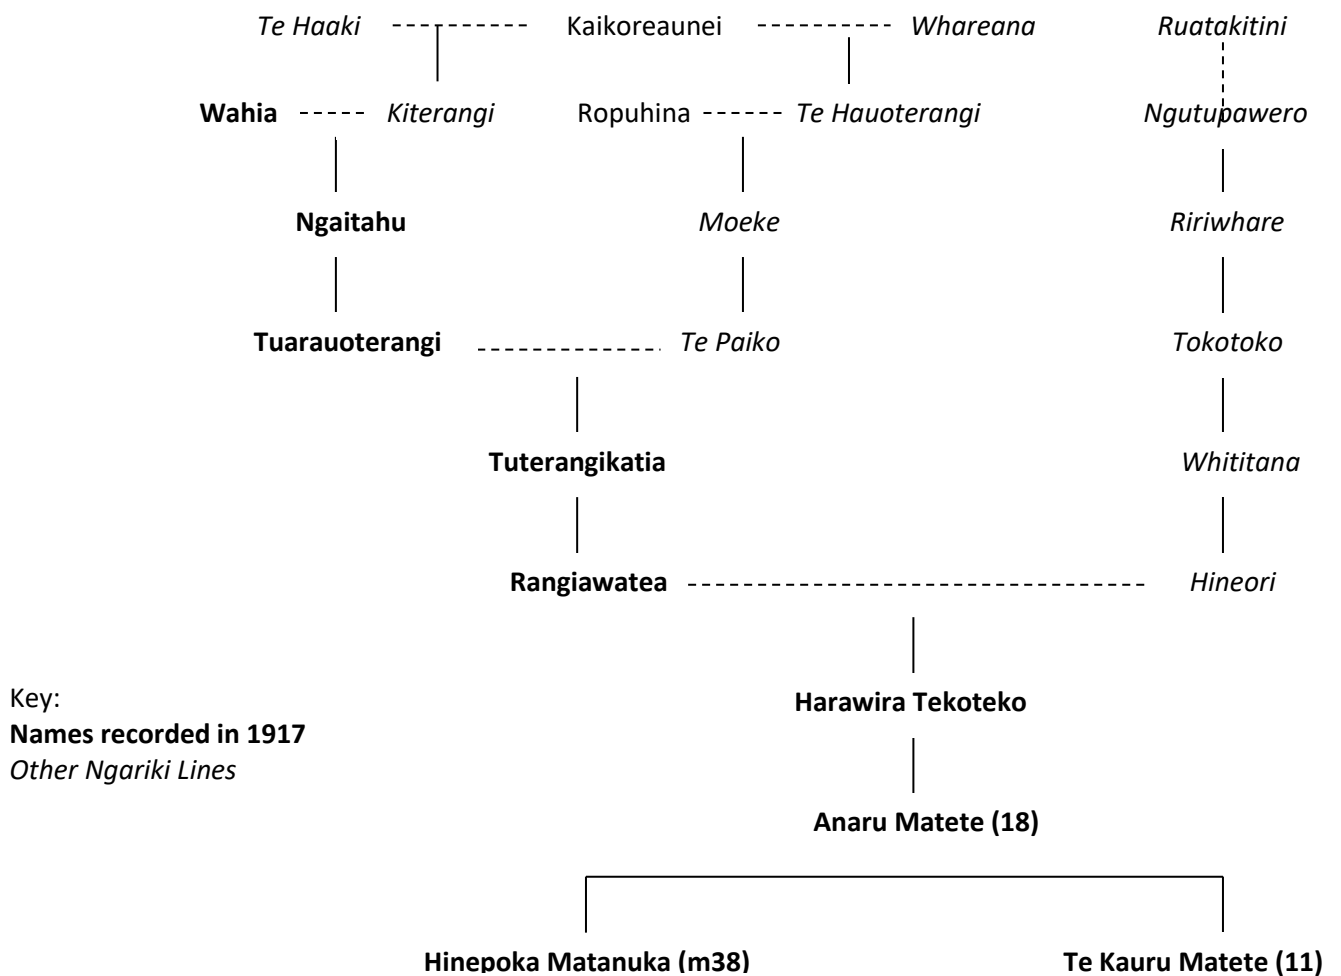 Te Haaki Kaikoreaunei Whareana Ruatakitini
Wahia Kiterangi Ropuhina Te Hauoterangi Ngutupawero
Ngaitahu Moeke Ririwhare
Tuarauoterangi Te Paiko Tokotoko
Tuterangikatia Whititana
Rangiawatea Hineori
Harawira Tekoteko
Key:
Names recorded in 1917
Other Ngariki Lines
Anaru Matete (18)
Hinepoka Matanuka (m38) Te Kauru Matete (11)